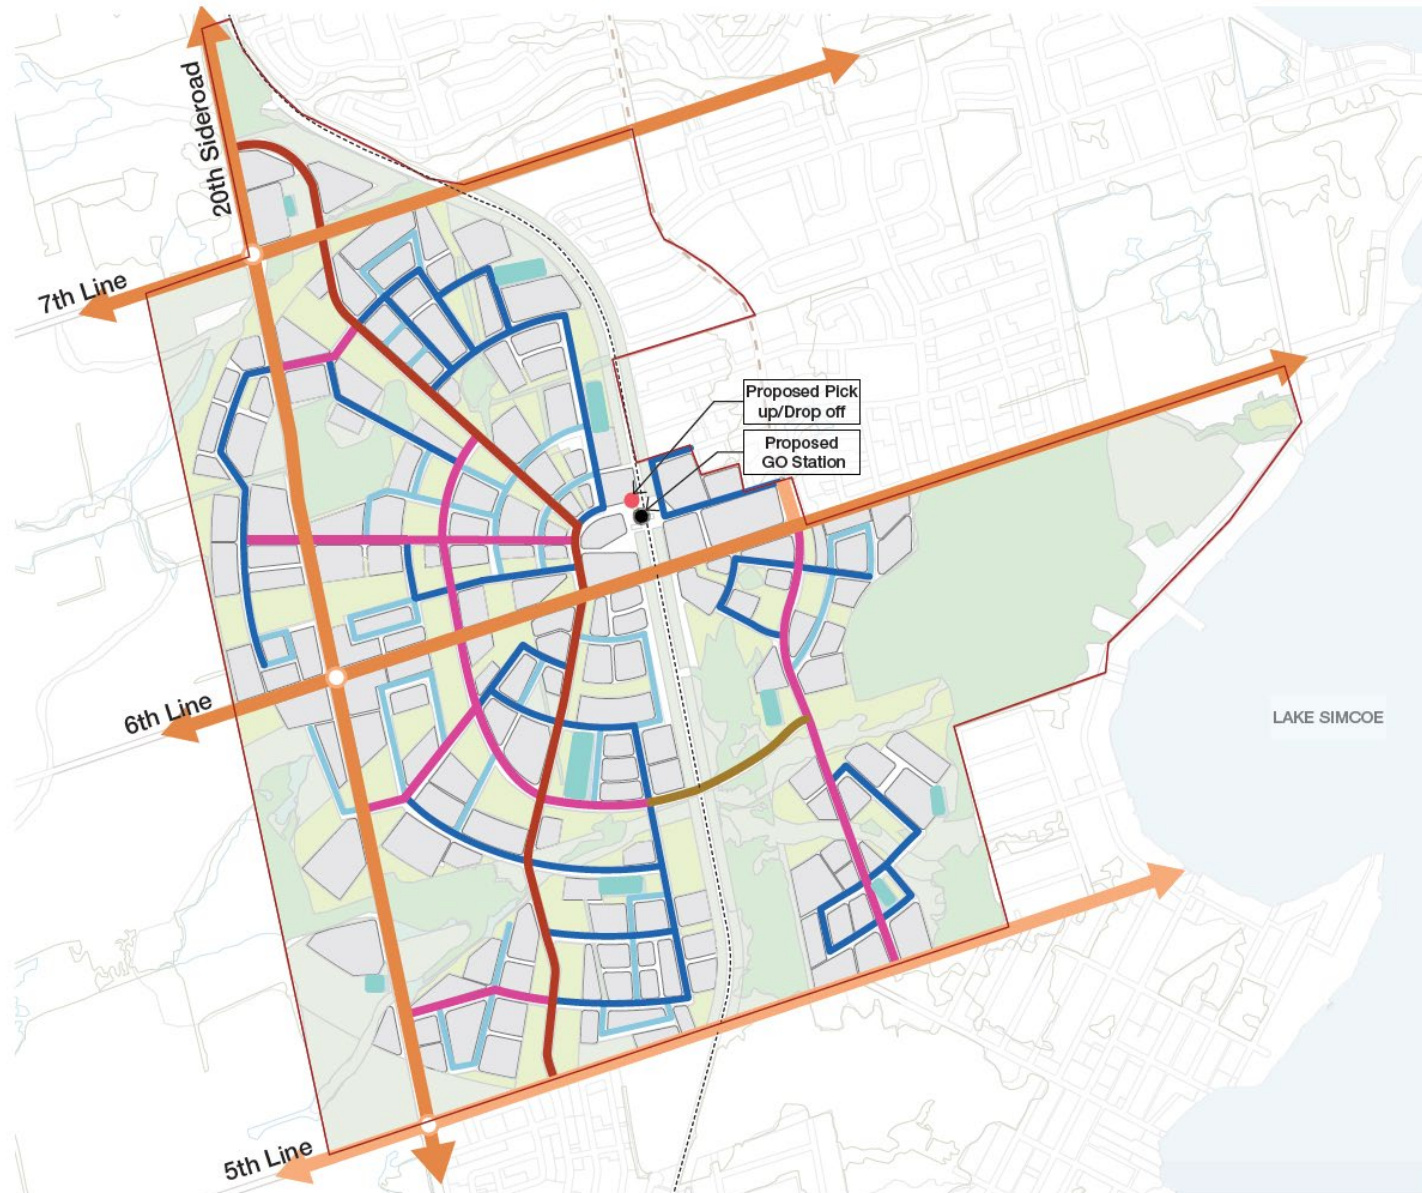 20th Sideroad
7th Line
Proposed Pick
up/Drop off
Proposed
GO Station
6th Line
LAKE SIMCOE
5th Line